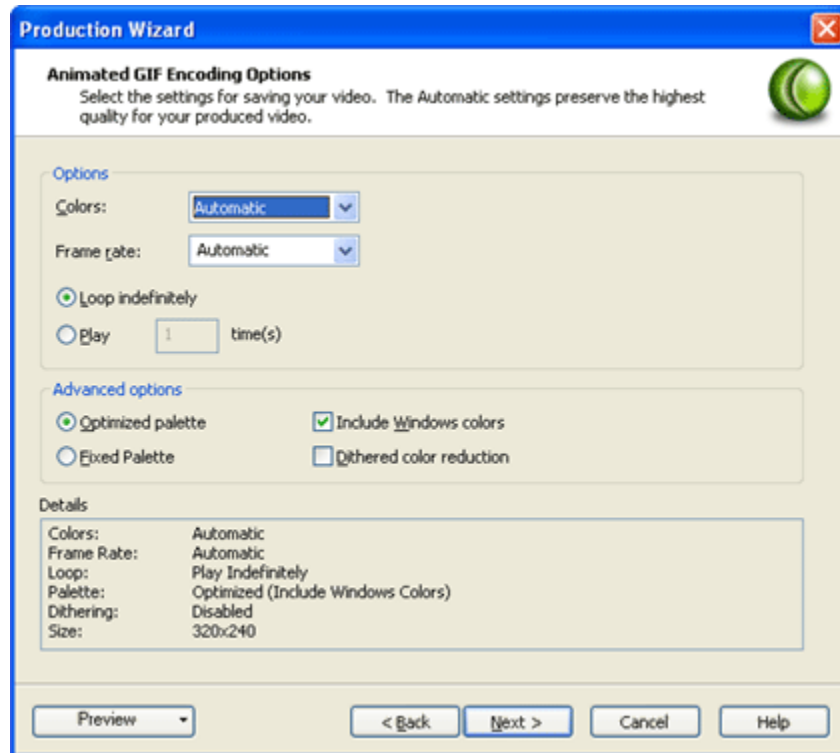 Production Wizard
Animated GIF Encoding Options
Select the settings for saving your video. The Automatic settings preserve the highest
quality for your produced video.
Options
Colors: Automatic
Frame rate: Automatic
Loop indefinitely
Play 1 time(s)
Advanced options
Optimized palette Include Windows colors
Fixed Palette Dithered color reduction
Details
Colors: Automatic
Frame Rate: Automatic
Loop: Play Indefinitely
Palette: Optimized (Include Windows Colors)
Dithering: Disabled
Size: 320x240
Preview < Back Next > Cancel Help